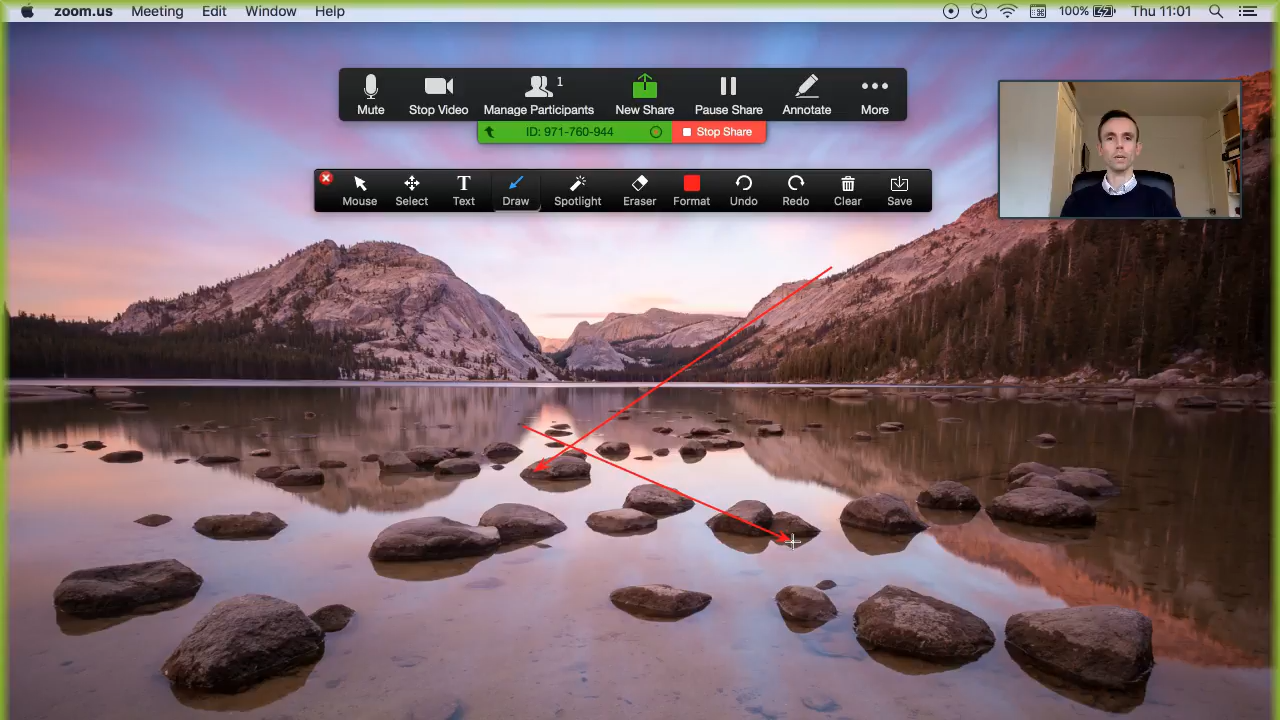 zoom.us Meeting Edit Window Help 100% Thu 11:01
1
Mute Stop Video Manage Participants New Share Pause Share Annotate More
ID: 971-760-944 Stop Share
T
Mouse Select Text Draw Spotlight Eraser Format Undo Redo Clear Save